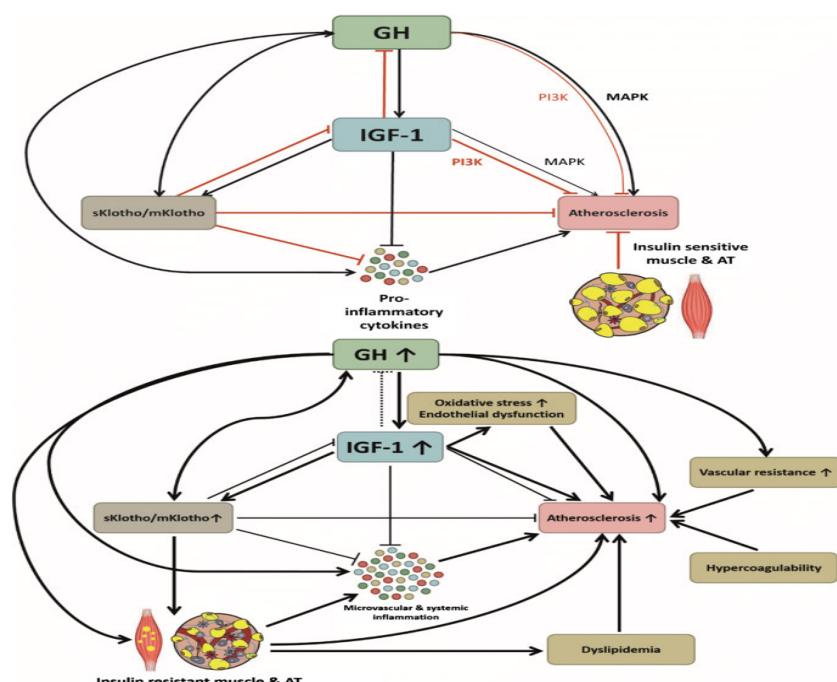 GH
PI3K
MAPK
IGF-1
PI3K
MAPK
sKlotho/mKlotho
Atherosclerosis
Insulin sensitive
muscle & AT
Pro-
inflammatory
cytokines
GH ↑
Oxidative stress ↑
Endothelial dysfunction
IGF-1 ↑
Vascular resistance ↑
sKlotho/mKlotho↑
Atherosclerosis ↑
Hypercoagulability
Microvascular & systemic
inflammation
Dyslipidemia
Insulin resistant muscle & AT